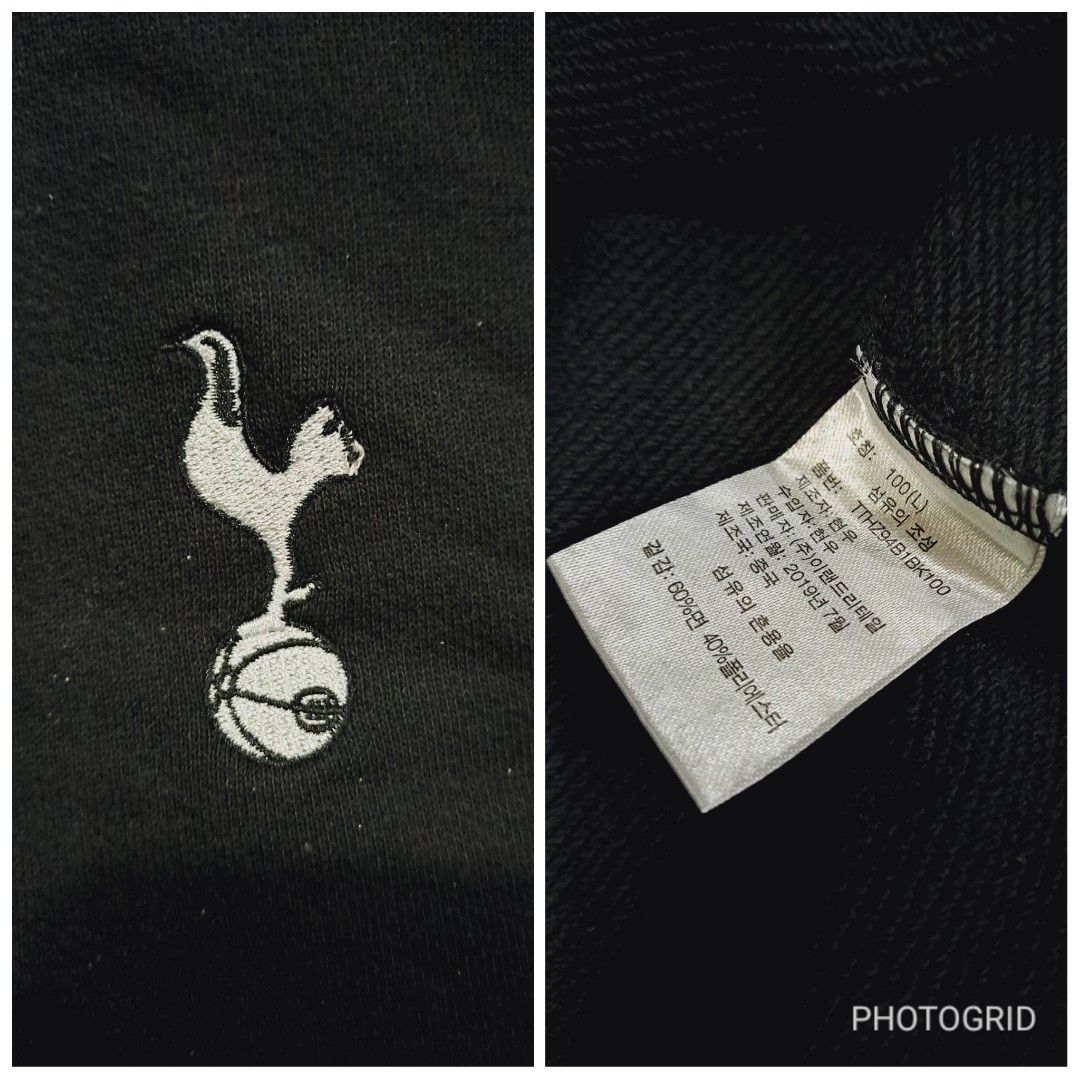 호칭: 100(L)
섬유의 조성
품번: TTHZ94B1BK100
제조자: 현우
수입자: 현우
판매자: (주)이랜드리테일
제조연월: 2019년 7월
제조국: 중국
섬유의 혼용율
겉감: 60%면 40%폴리에스터
PHOTOGRID